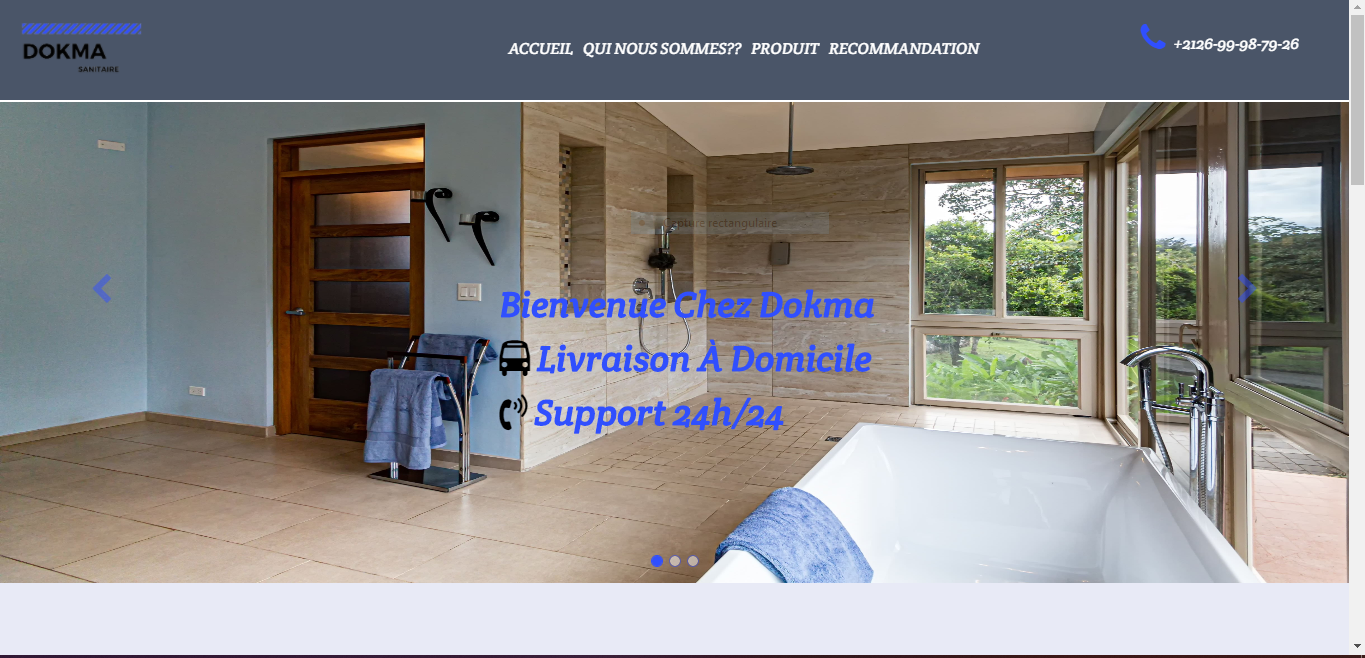 DOKMA
SANITAIRE
ACCUEIL QUI NOUS SOMMES?? PRODUIT RECOMMANDATION
+2126-99-98-79-26
Capture rectangulaire
Bienvenue Chez Dokma
Livraison À Domicile
Support 24h/24